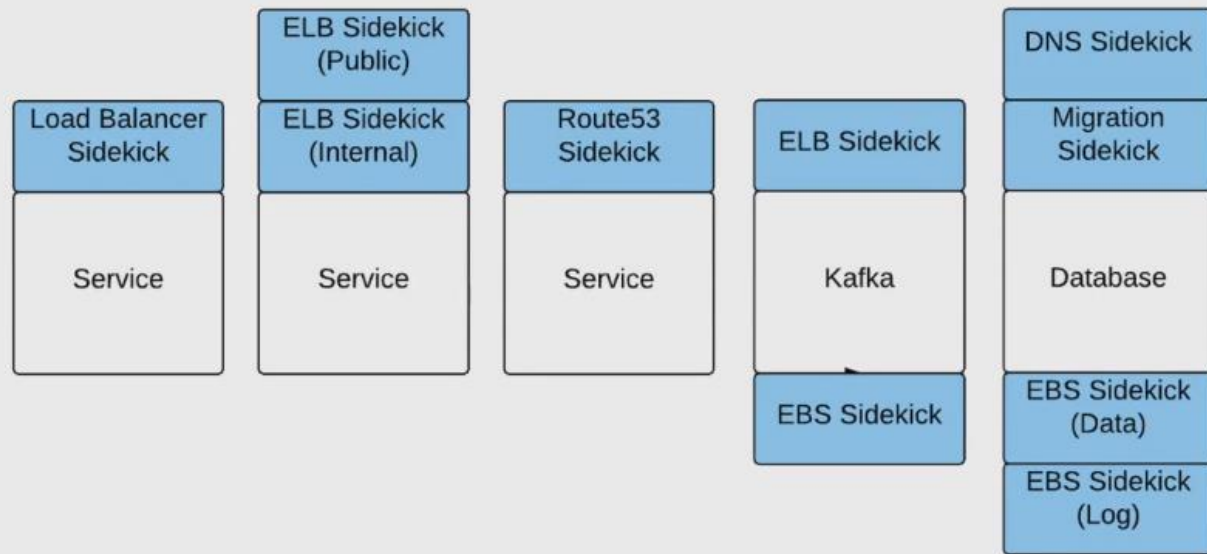 Load Balancer
Sidekick
Service
ELB Sidekick
(Public)
ELB Sidekick
(Internal)
Service
Route53
Sidekick
Service
ELB Sidekick
Kafka
EBS Sidekick
DNS Sidekick
Migration
Sidekick
Database
EBS Sidekick
(Data)
EBS Sidekick
(Log)